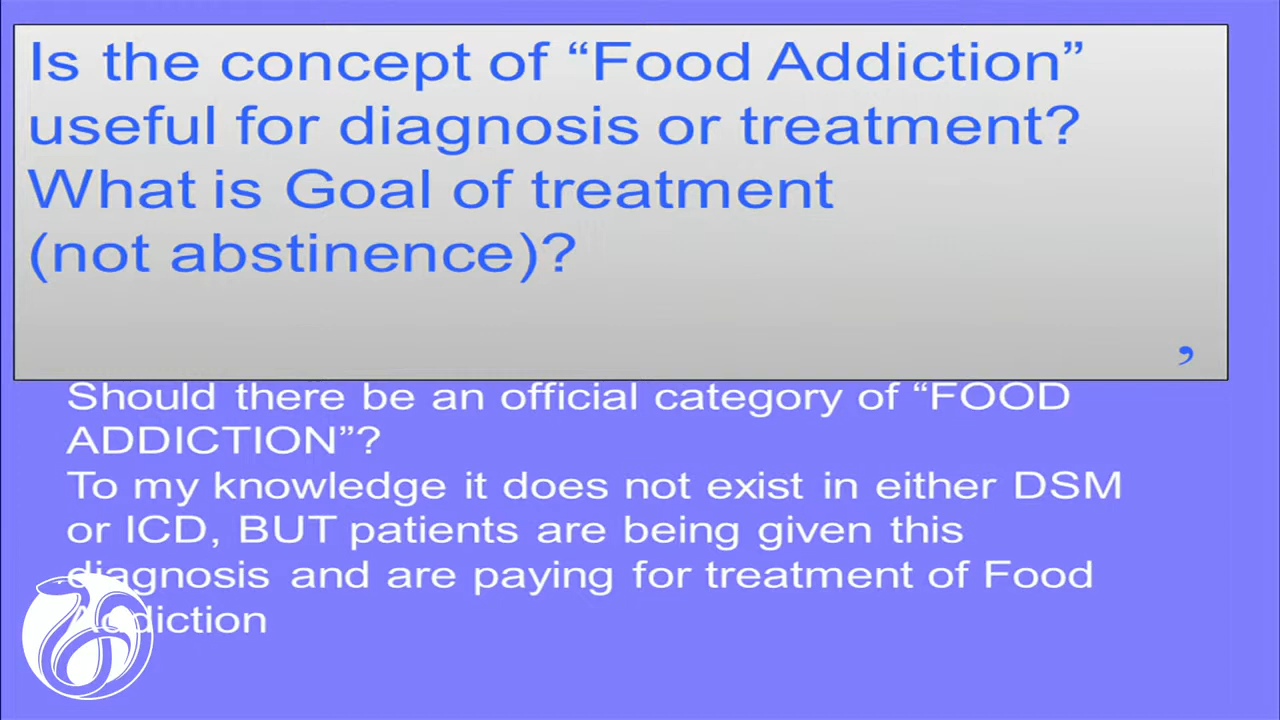 Is the concept of “Food Addiction”
useful for diagnosis or treatment?
What is Goal of treatment
(not abstinence)?
,
Should there be an official category of “FOOD
ADDICTION”?
To my knowledge it does not exist in either DSM
or ICD, BUT patients are being given this
diagnosis and are paying for treatment of Food
Addiction